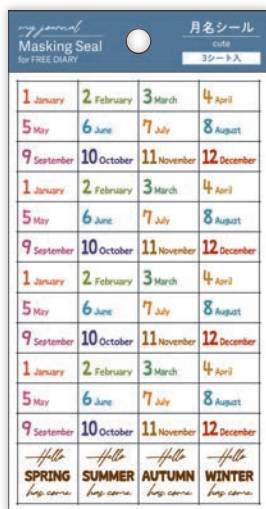 my journal
Masking Seal
for FREE DIARY
月名シール
cute
3シート入
1 January 2 February 3 March 4 April
5 May 6 June 7 July 8 August
9 September 10 October 11 November 12 December
1 January 2 February 3 March 4 April
5 May 6 June 7 July 8 August
9 September 10 October 11 November 12 December
1 January 2 February 3 March 4 April
5 May 6 June 7 July 8 August
9 September 10 October 11 November 12 December
1 January 2 February 3 March 4 April
5 May 6 June 7 July 8 August
9 September 10 October 11 November 12 December
Hello Hello Hello Hello
SPRING SUMMER AUTUMN WINTER
has come has come has come has come